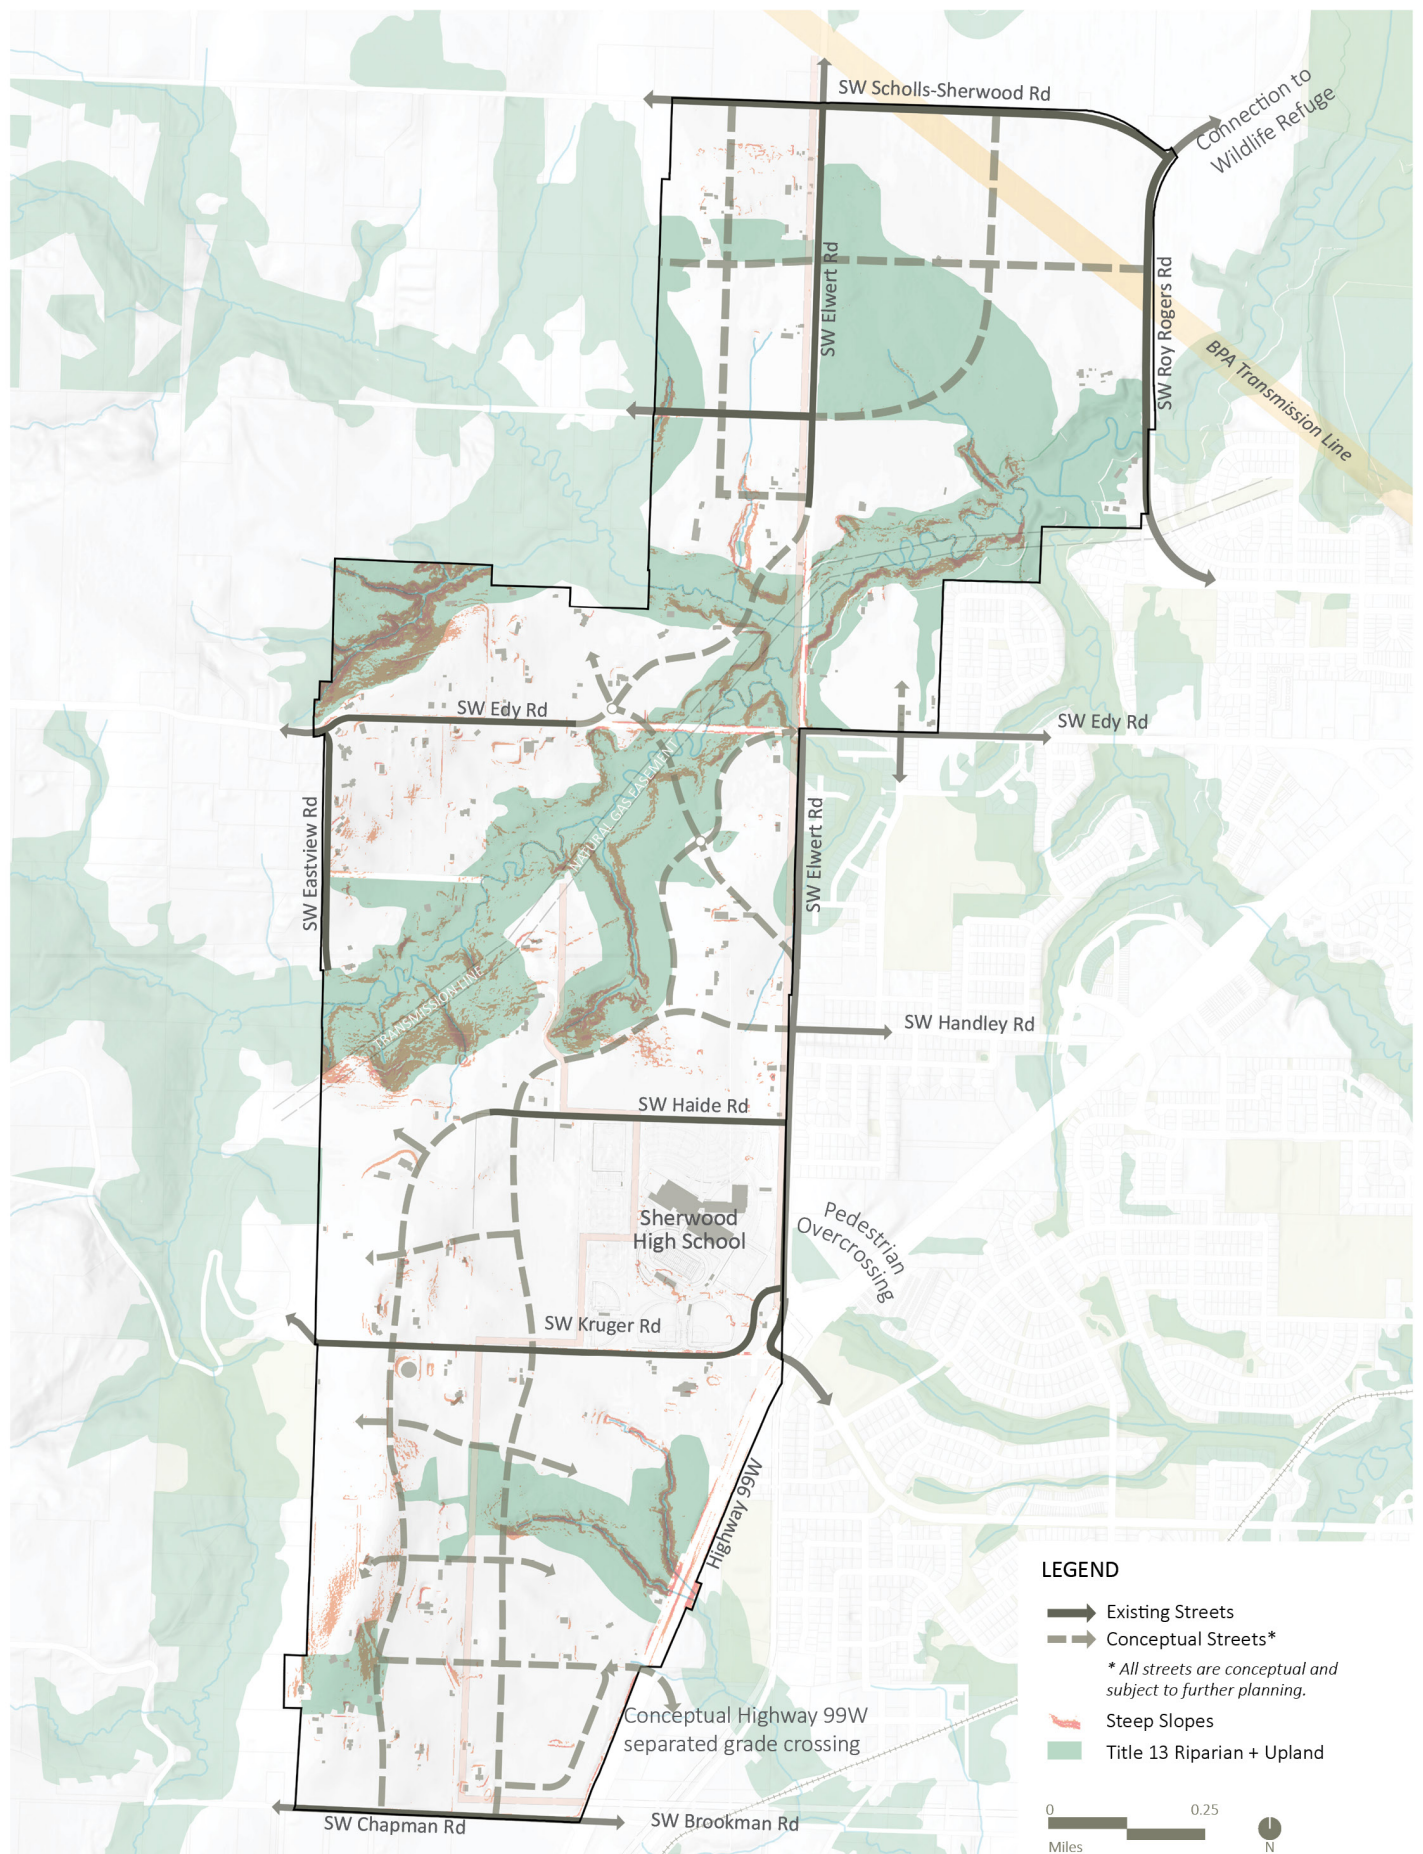 SW Scholls-Sherwood Rd
Connection to
Wildlife Refuge
SW Elwert Rd
SW Roy Rogers Rd
BPA Transmission Line
SW Edy Rd
SW Edy Rd
NATURAL GAS EASEMENT
SW Eastview Rd
SW Elwert Rd
TRANSMISSION LINE
SW Handley Rd
SW Haide Rd
Sherwood
High School
Pedestrian
Overcrossing
SW Kruger Rd
Highway 99W
Conceptual Highway 99W
separated grade crossing
SW Chapman Rd
SW Brookman Rd
LEGEND
Existing Streets
Conceptual Streets*
* All streets are conceptual and
subject to further planning.
Steep Slopes
Title 13 Riparian + Upland
0 0.25
Miles
N